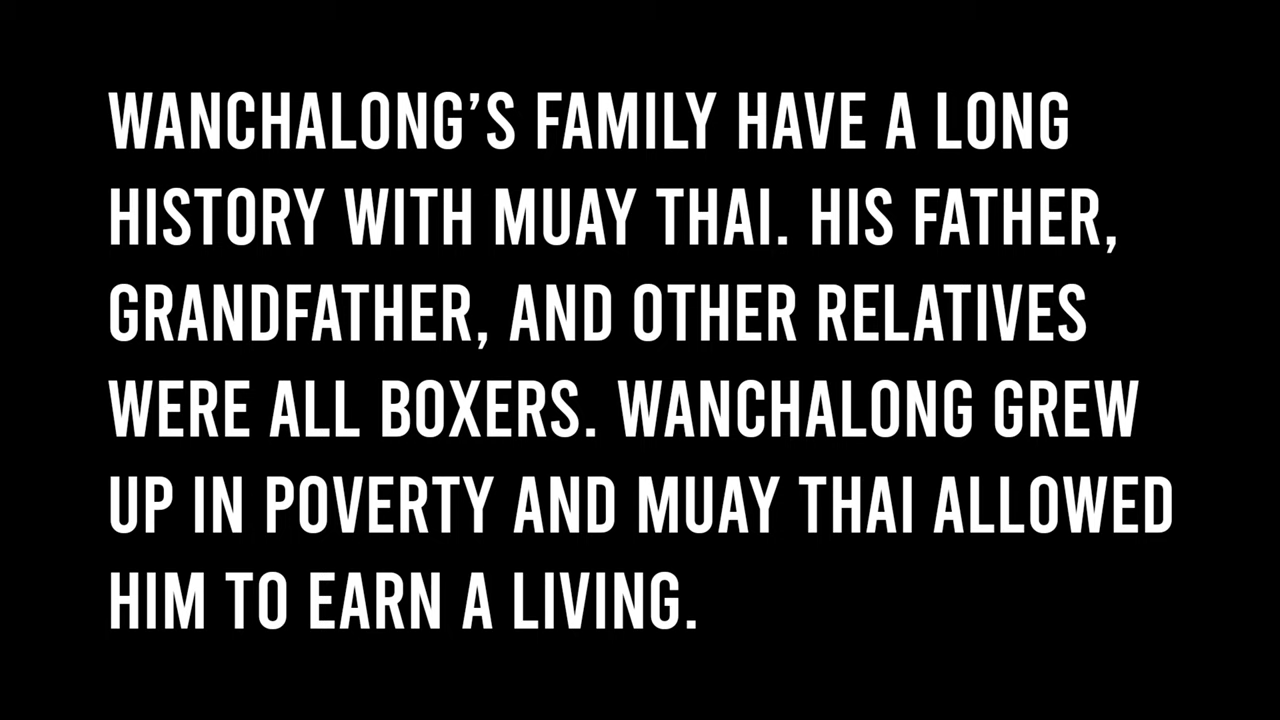 WANCHALONG’S FAMILY HAVE A LONG
HISTORY WITH MUAY THAI. HIS FATHER,
GRANDFATHER, AND OTHER RELATIVES
WERE ALL BOXERS. WANCHALONG GREW
UP IN POVERTY AND MUAY THAI ALLOWED
HIM TO EARN A LIVING.